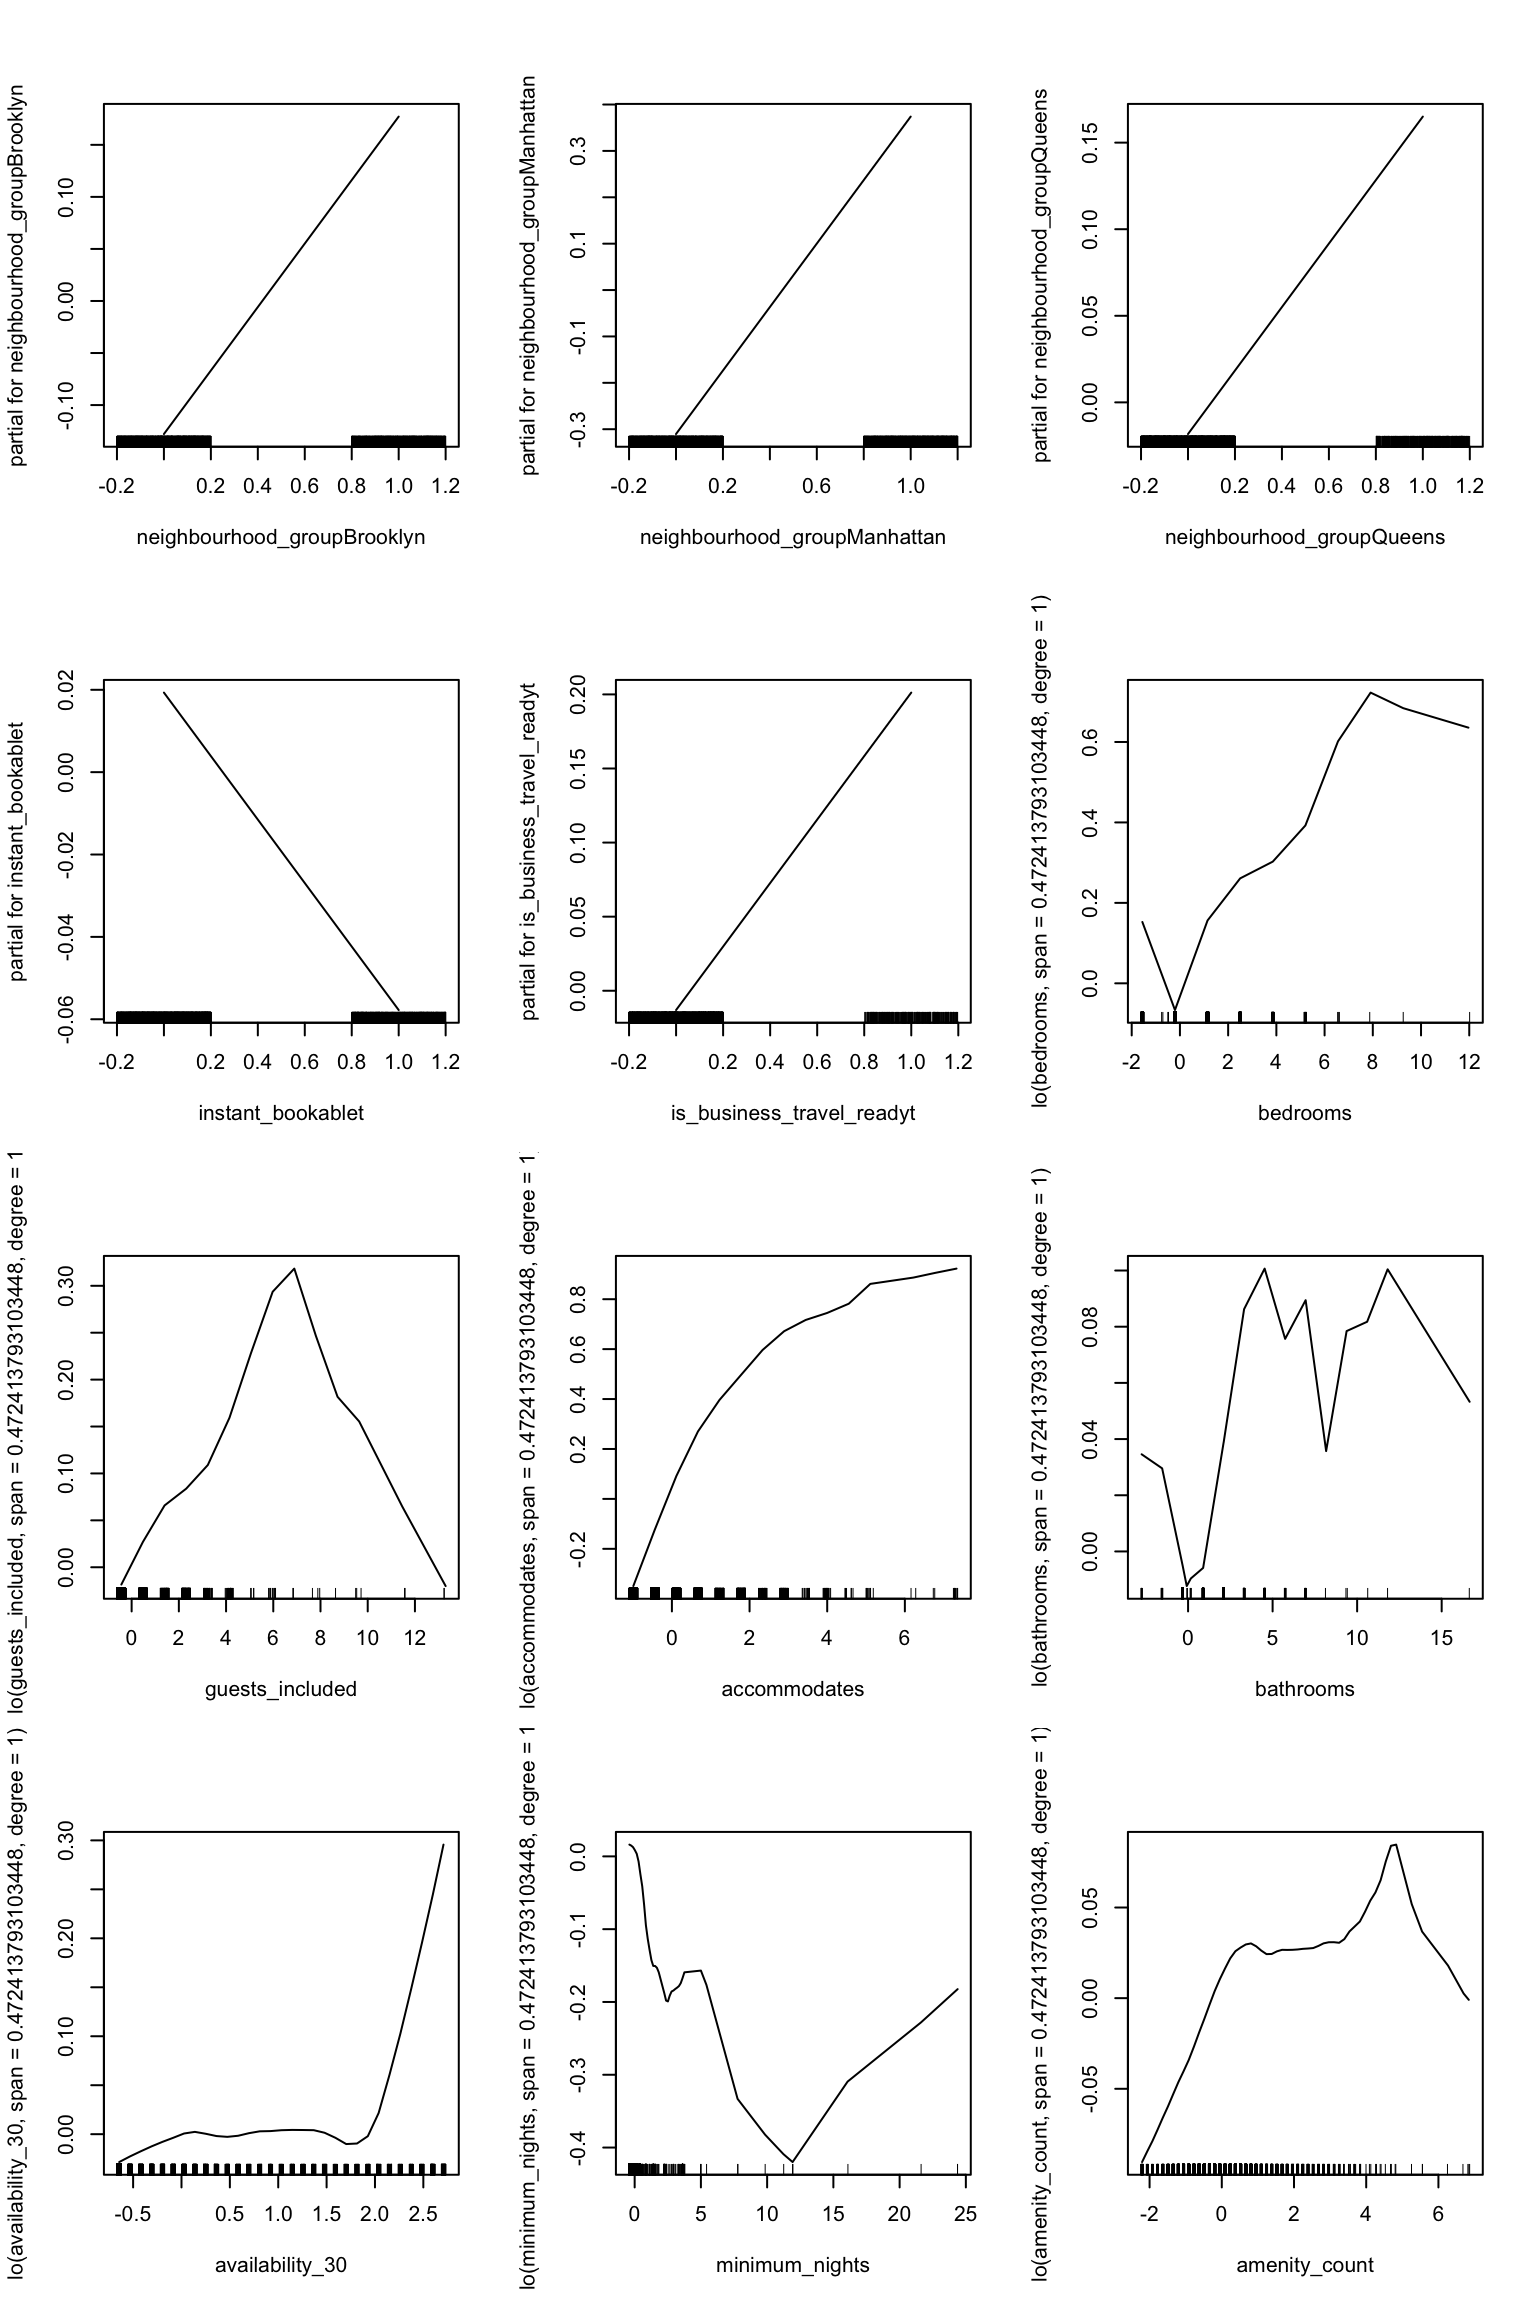 partial for neighbourhood_groupBrooklyn
-0.10 0.00 0.10
-0.2 0.2 0.4 0.6 0.8 1.0 1.2
neighbourhood_groupBrooklyn
partial for neighbourhood_groupManhattan
-0.3 -0.1 0.1 0.3
-0.2 0.2 0.6 1.0
neighbourhood_groupManhattan
partial for neighbourhood_groupQueens
0.00 0.05 0.10 0.15
-0.2 0.2 0.4 0.6 0.8 1.0 1.2
neighbourhood_groupQueens
partial for instant_bookablet
-0.06 -0.04 -0.02 0.00 0.02
-0.2 0.2 0.4 0.6 0.8 1.0 1.2
instant_bookablet
partial for is_business_travel_readyt
0.00 0.05 0.10 0.15 0.20
-0.2 0.2 0.4 0.6 0.8 1.0 1.2
is_business_travel_readyt
lo(bedrooms, span = 0.472413793103448, degree = 1)
0.0 0.2 0.4 0.6
-2 0 2 4 6 8 10 12
bedrooms
lo(guests_included, span = 0.472413793103448, degree = 1
0.00 0.10 0.20 0.30
0 2 4 6 8 10 12
guests_included
lo(accommodates, span = 0.472413793103448, degree = 1
-0.2 0.2 0.4 0.6 0.8
0 2 4 6
accommodates
lo(bathrooms, span = 0.472413793103448, degree = 1)
0.00 0.04 0.08
0 5 10 15
bathrooms
lo(availability_30, span = 0.472413793103448, degree = 1)
0.00 0.10 0.20 0.30
-0.5 0.5 1.0 1.5 2.0 2.5
availability_30
lo(minimum_nights, span = 0.472413793103448, degree = 1
-0.4 -0.3 -0.2 -0.1 0.0
0 5 10 15 20 25
minimum_nights
lo(amenity_count, span = 0.472413793103448, degree = 1)
-0.05 0.00 0.05
-2 0 2 4 6
amenity_count